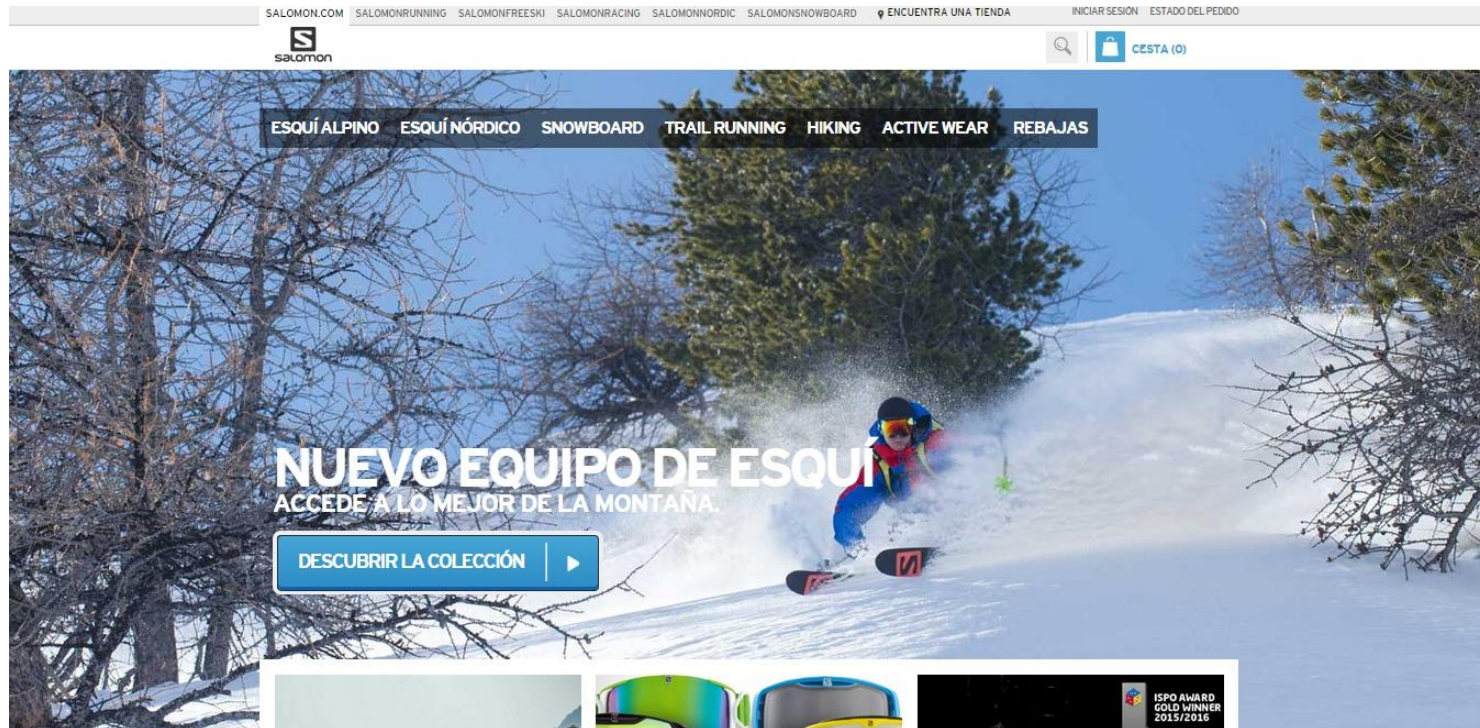 SALOMON.COM SALOMONRUNNING SALOMONFREESKI SALOMONRACING SALOMONNORDIC SALOMONSNOWBOARD ENCUENTRA UNA TIENDA INICIAR SESIÓN ESTADO DEL PEDIDO
S
salomon
CESTA (0)
ESQUÍ ALPINO ESQUÍ NÓRDICO SNOWBOARD TRAIL RUNNING HIKING ACTIVE WEAR REBAJAS
NUEVO EQUIPO DE ESQUÍ
ACCEDE A LO MEJOR DE LA MONTAÑA.
DESCUBRIR LA COLECCIÓN
ISPO AWARD
GOLD WINNER
2015/2016